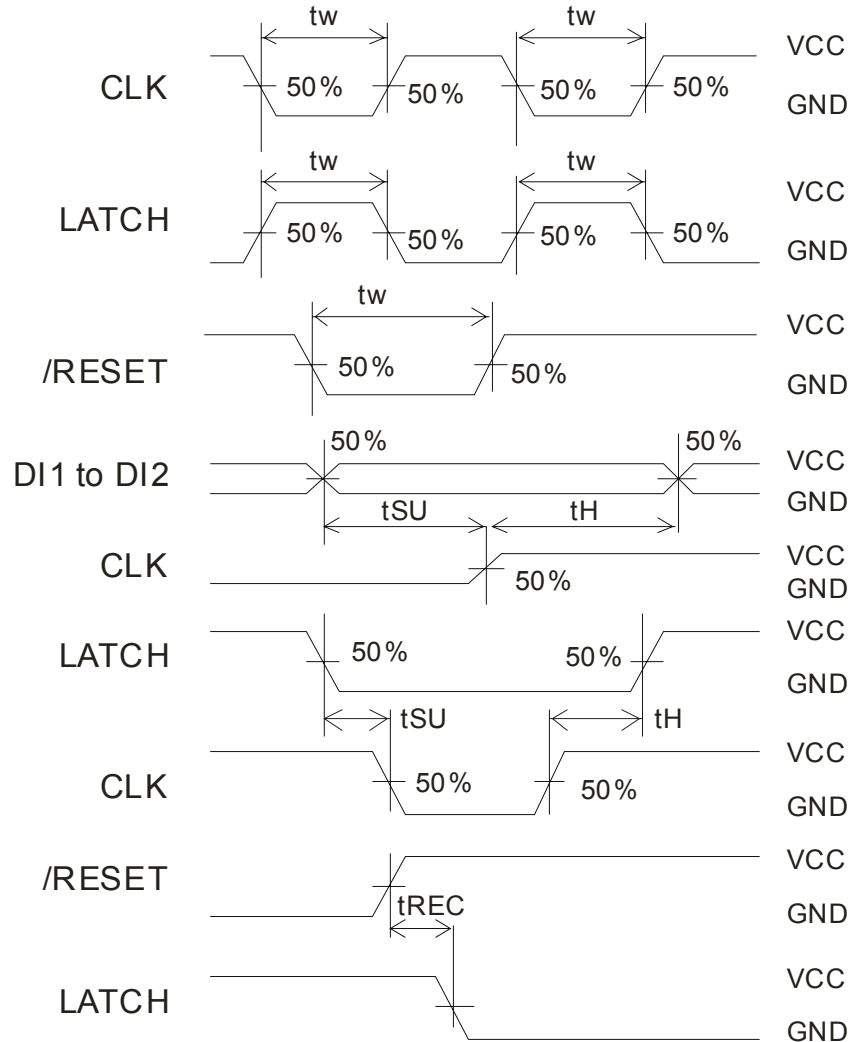 tw tw
VCC
CLK 50% 50% 50% 50%
GND
tw tw
VCC
LATCH 50% 50% 50% 50%
GND
tw
VCC
/RESET 50% 50%
GND
50% 50%
DI1 to DI2 VCC
GND
tSU tH
CLK VCC
50% GND
VCC
LATCH 50% 50%
GND
tSU tH
VCC
CLK 50% 50%
GND
VCC
/RESET
tREC GND
VCC
LATCH
GND